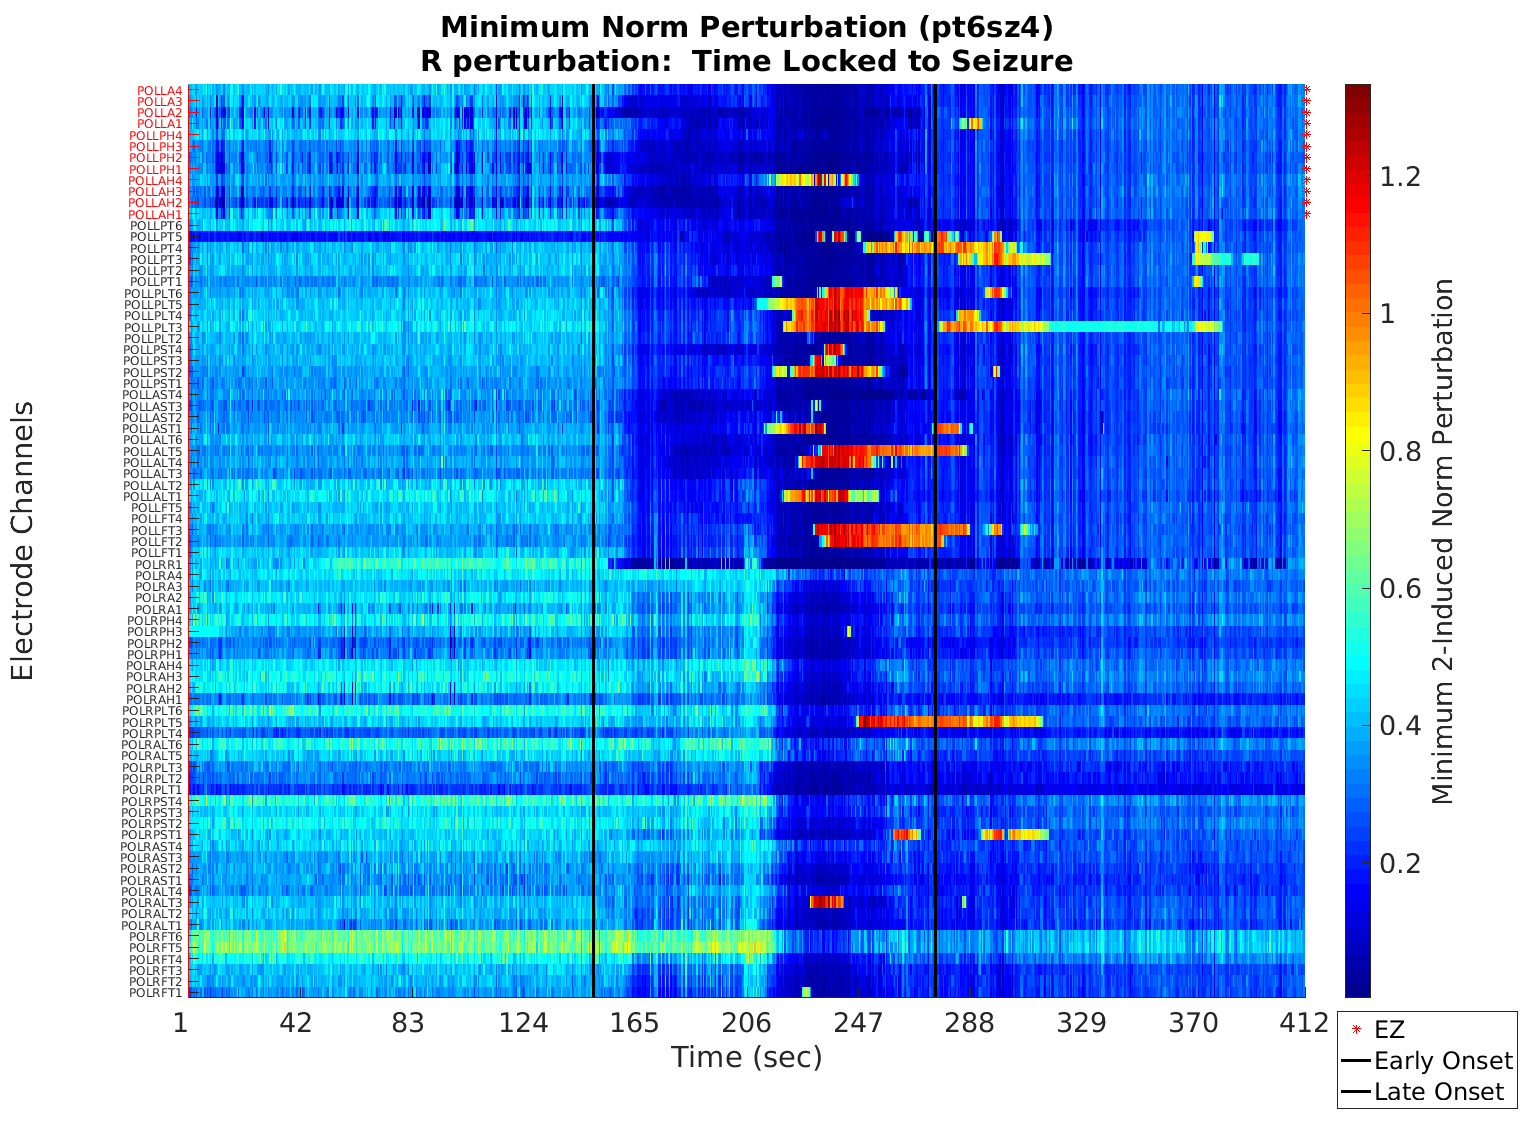 Minimum Norm Perturbation (pt6sz4)
R perturbation:  Time Locked to Seizure
Electrode Channels
POLLA4
POLLA3
POLLA2
POLLA1
POLLPH4
POLLPH3
POLLPH2
POLLPH1
POLLAH4
POLLAH3
POLLAH2
POLLAH1
POLLPT6
POLLPT5
POLLPT4
POLLPT3
POLLPT2
POLLPT1
POLLPLT6
POLLPLT5
POLLPLT4
POLLPLT3
POLLPLT2
POLLPST4
POLLPST3
POLLPST2
POLLPST1
POLLAST4
POLLAST3
POLLAST2
POLLAST1
POLLALT6
POLLALT5
POLLALT4
POLLALT3
POLLALT2
POLLALT1
POLLFT5
POLLFT4
POLLFT3
POLLFT2
POLLFT1
POLRR1
POLRA4
POLRA3
POLRA2
POLRA1
POLRPH4
POLRPH3
POLRPH2
POLRPH1
POLRAH4
POLRAH3
POLRAH2
POLRAH1
POLRPLT6
POLRPLT5
POLRPLT4
POLRALT6
POLRALT5
POLRPLT3
POLRPLT2
POLRPLT1
POLRPST4
POLRPST3
POLRPST2
POLRPST1
POLRAST4
POLRAST3
POLRAST2
POLRAST1
POLRALT4
POLRALT3
POLRALT2
POLRALT1
POLRFT6
POLRFT5
POLRFT4
POLRFT3
POLRFT2
POLRFT1
1 42 83 124 165 206 247 288 329 370 412
Time (sec)
1.2
1
0.8
0.6
0.4
0.2
Minimum 2-Induced Norm Perturbation
EZ
Early Onset
Late Onset